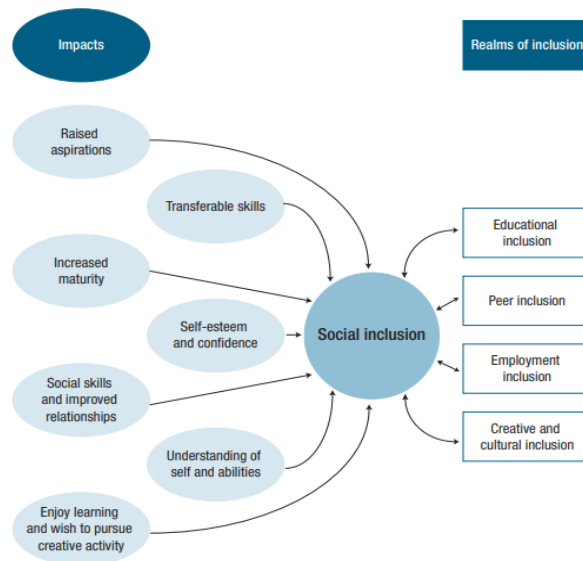 Impacts
Realms of inclusion
Raised
aspirations
Transferable skills
Educational
inclusion
Increased
maturity
Peer inclusion
Self-esteem
and confidence
Social inclusion
Employment
inclusion
Social skills
and improved
relationships
Creative and
cultural inclusion
Understanding of
self and abilities
Enjoy learning
and wish to pursue
creative activity